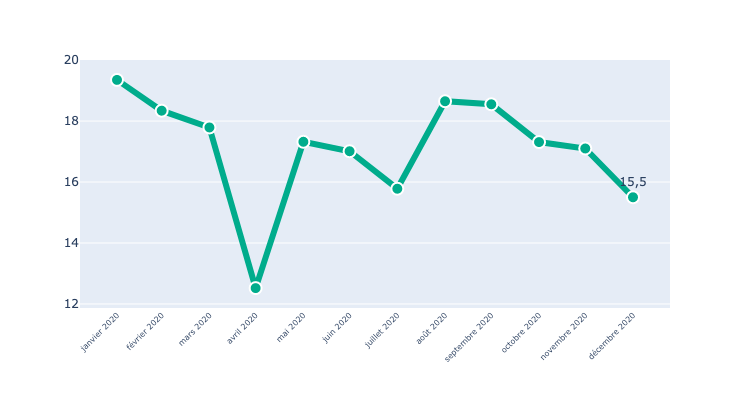 20
18
16
14
12
15,5
janvier 2020
février 2020
mars 2020
avril 2020
mai 2020
juin 2020
juillet 2020
août 2020
septembre 2020
octobre 2020
novembre 2020
décembre 2020